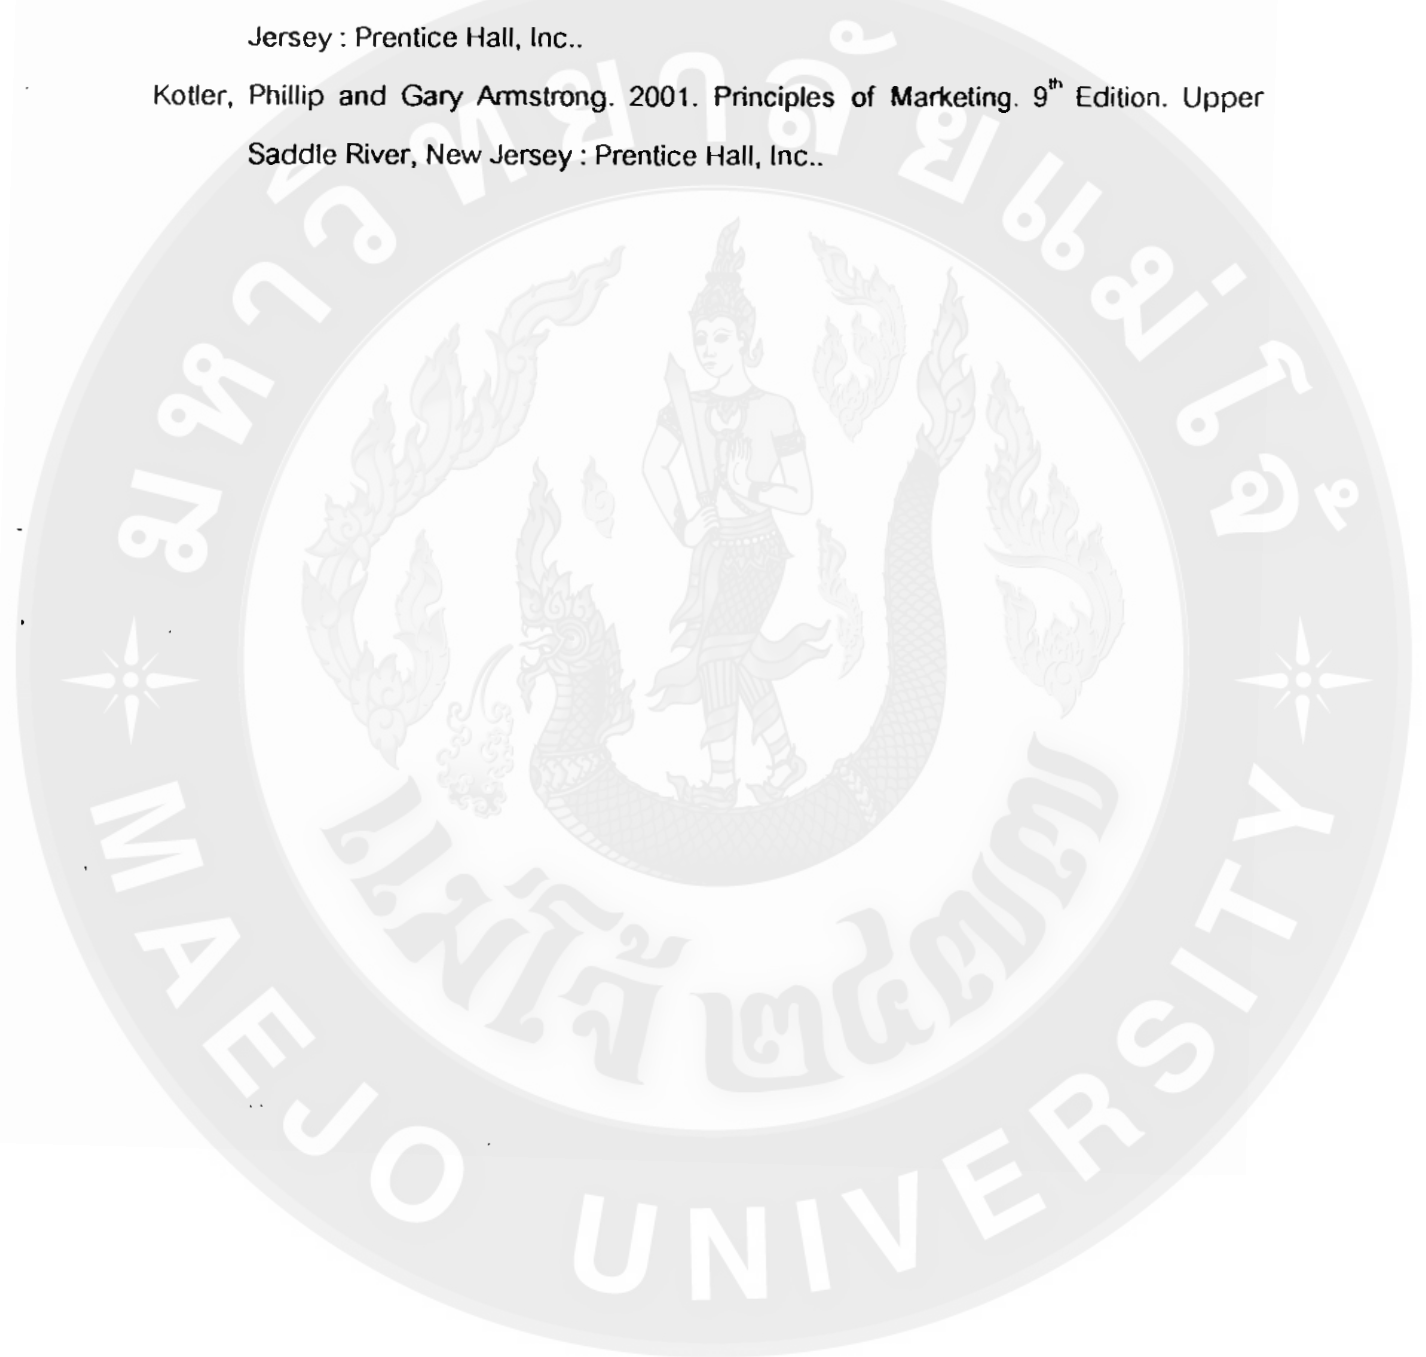 Jersey : Prentice Hall, Inc..
Kotler, Phillip and Gary Armstrong. 2001. Principles of Marketing. 9th Edition. Upper
Saddle River, New Jersey : Prentice Hall, Inc..
มหาวิทยาลัยแม่โจ้
แม่โจ้ ๒๔๗๗
MAEJO UNIVERSITY